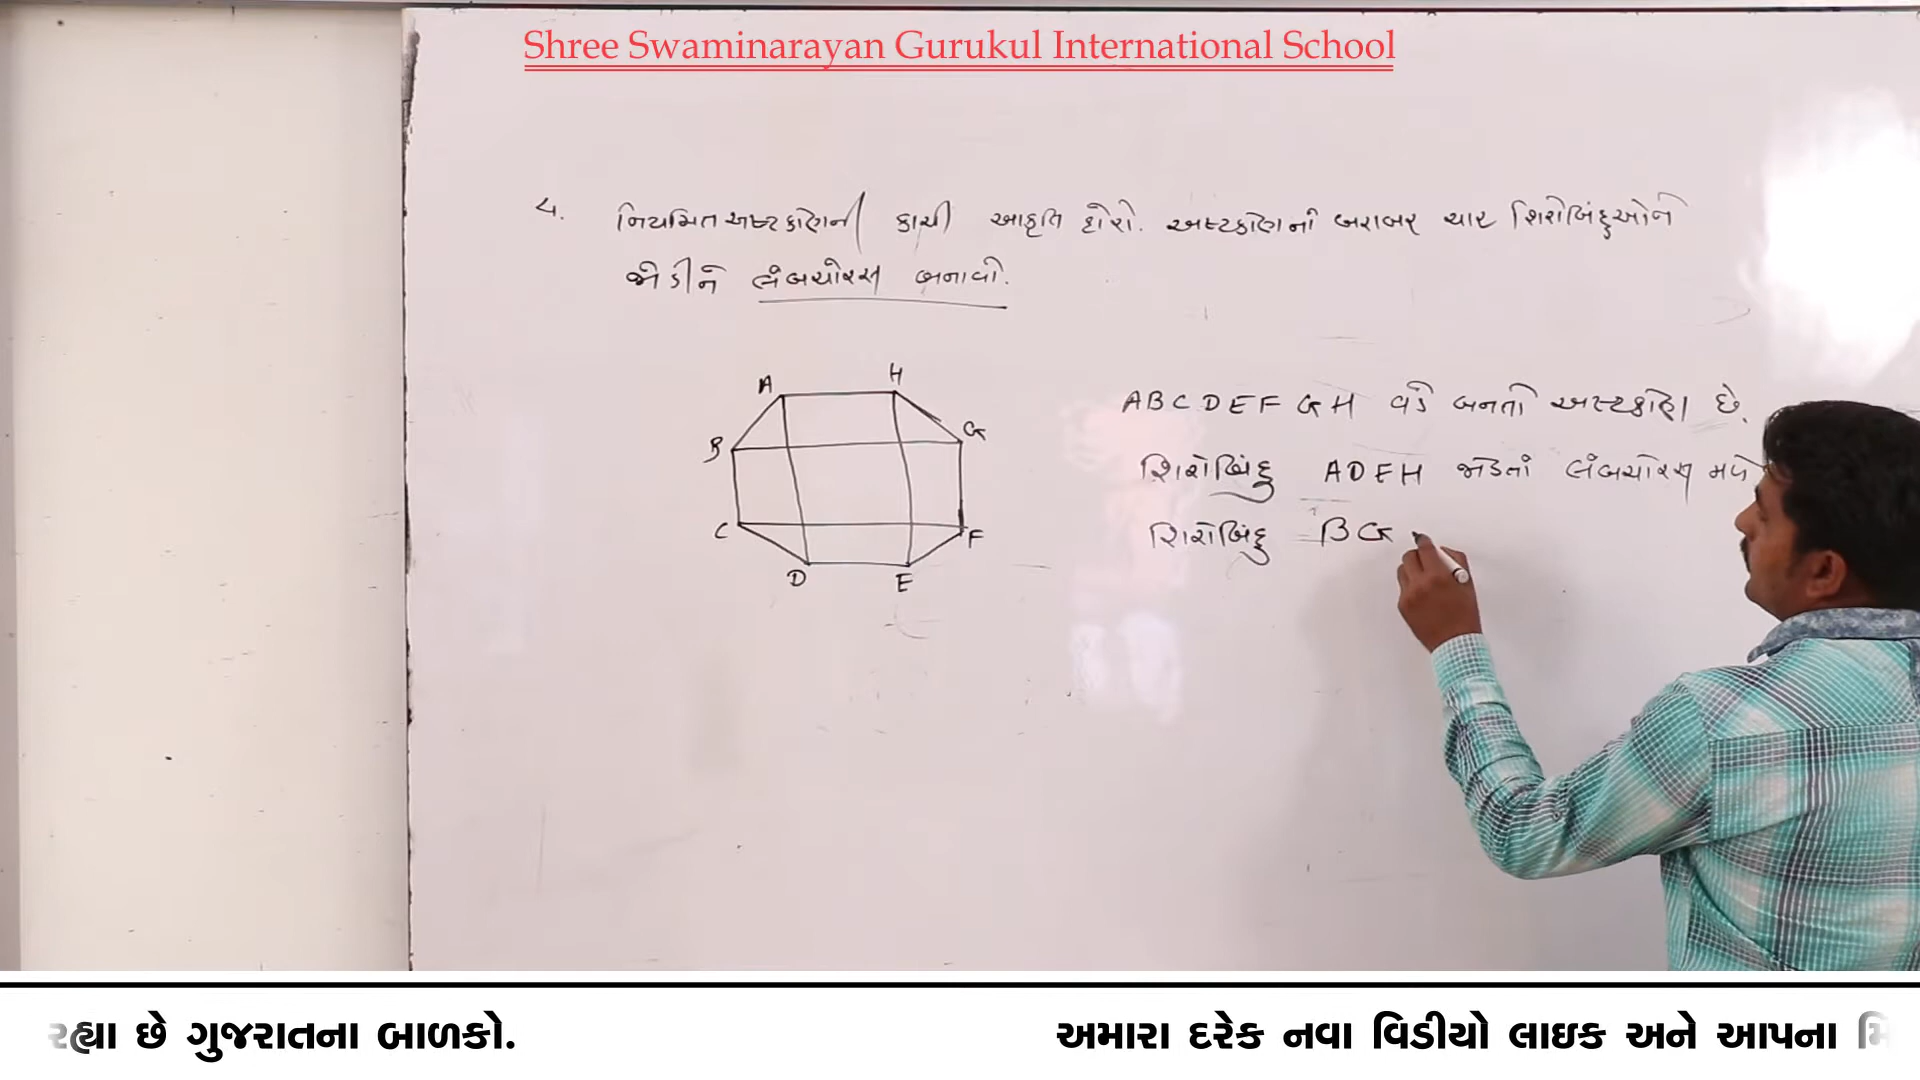 Shree Swaminarayan Gurukul International School
4. નિયમિત અષ્ટકોણની કાચી આકૃતિ દોરો. અષ્ટકોણનાં બરાબર ચાર શિરોબિંદુઓને
જોડીને લંબચોરસ બનાવો.
A H
B G
C F
D E
ABCDEFGH વડે બનતો અષ્ટકોણ છે.
શિરોબિંદુ ADEH જોડતાં લંબચોરસ મળે
શિરોબિંદુ BG
રહ્યા છે ગુજરાતના બાળકો. અમારા દરેક નવા વિડીયો લાઇક અને આપના